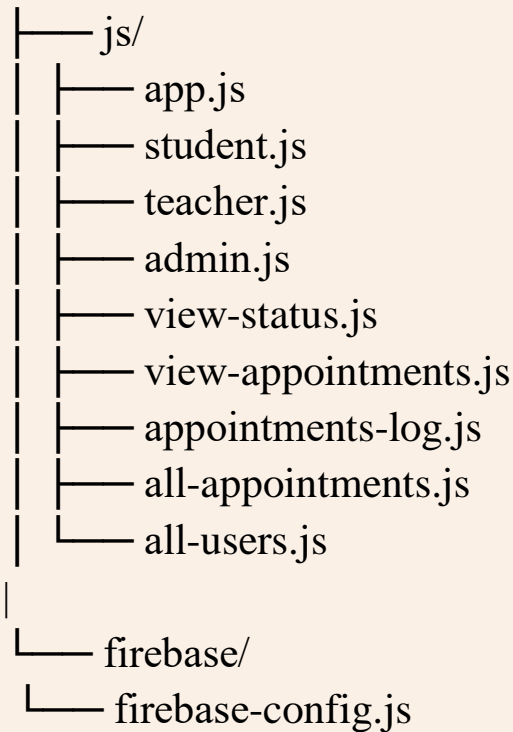 ├── js/
│ ├── app.js
│ ├── student.js
│ ├── teacher.js
│ ├── admin.js
│ ├── view-status.js
│ ├── view-appointments.js
│ ├── appointments-log.js
│ ├── all-appointments.js
│ └── all-users.js
|
└── firebase/
└── firebase-config.js